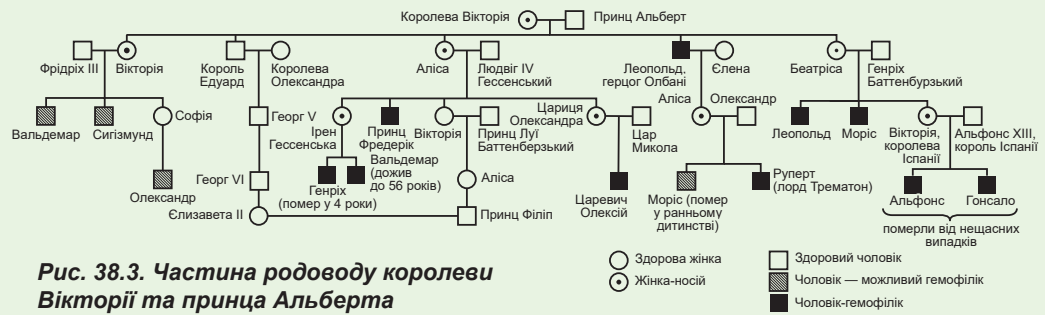 Королева Вікторія
Принц Альберт
Фрідріх III
Вікторія
Король
Едуард
Королева
Олександра
Аліса
Людвіг IV
Гессенський
Леопольд,
герцог Олбані
Єлена
Беатріса
Генріх
Баттенбурзький
Вальдемар
Сигізмунд
Софія
Георг V
Ірен
Гессенська
Принц
Фредерік
Вікторія
Принц Луї
Баттенберзький
Цариця
Олександра
Цар
Микола
Аліса
Олександр
Леопольд
Моріс
Вікторія,
королева
Іспанії
Альфонс XIII,
король Іспанії
Олександр
Георг VI
Генріх
(помер у 4 роки)
Вальдемар
(дожив
до 56 років)
Аліса
Царевич
Олексій
Моріс (помер
у ранньому
дитинстві)
Руперт
(лорд Трематон)
Альфонс
Гонсало
померли від нещасних
випадків
Єлизавета II
Принц Філіп
Здорова жінка
Жінка-носій
Здоровий чоловік
Чоловік — можливий гемофілік
Чоловік-гемофілік
Рис. 38.3. Частина родоводу королеви
Вікторії та принца Альберта